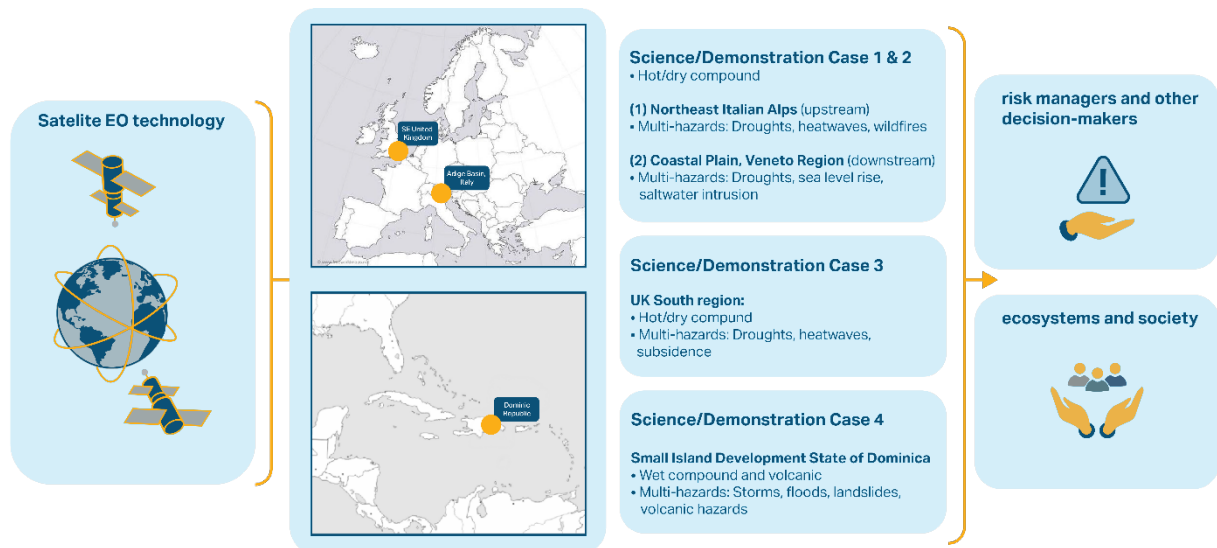 Satelite EO technology
SE United
Kingdom
Adige Basin,
Italy
Dominic
Republic
Science/Demonstration Case 1 & 2
• Hot/dry compound
(1) Northeast Italian Alps (upstream)
• Multi-hazards: Droughts, heatwaves, wildfires
(2) Coastal Plain, Veneto Region (downstream)
• Multi-hazards: Droughts, sea level rise,
saltwater intrusion
Science/Demonstration Case 3
UK South region:
• Hot/dry compund
• Multi-hazards: Droughts, heatwaves,
subsidence
Science/Demonstration Case 4
Small Island Development State of Dominica
• Wet compound and volcanic
• Multi-hazards: Storms, floods, landslides,
volcanic hazards
risk managers and other
decision-makers
ecosystems and society